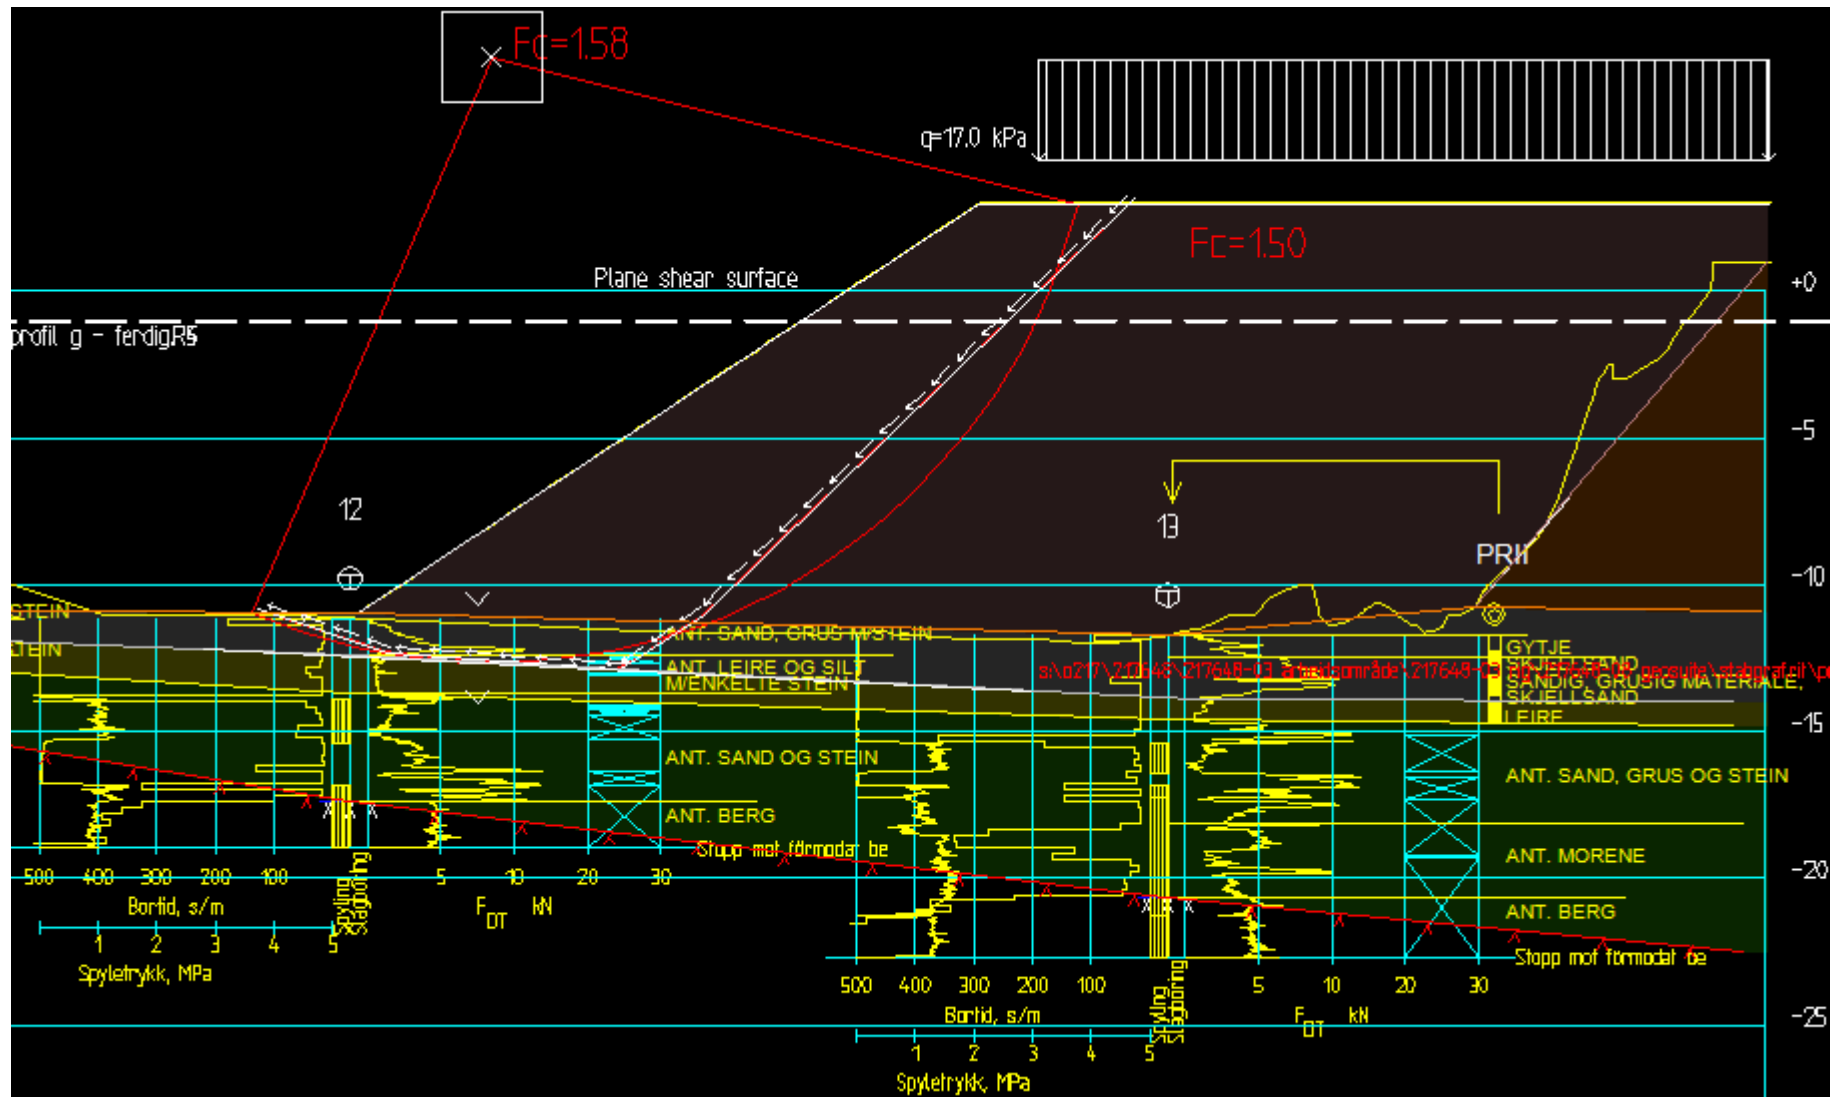 Fc=1.58
q=17.0 kPa
Fc=1.50
Plane shear surface
+0
profil g - ferdig
-5
12
13
PRII
-10
STEIN
ANT. SAND, GRUS M/STEIN
GYTJE
ANT. LEIRE OG SILT
SKJELLSAND
M/ENKELTE STEIN
SANDIG, GRUSIG MATERIALE,
SKJELLSAND
LEIRE
-15
ANT. SAND OG STEIN
ANT. SAND, GRUS OG STEIN
ANT. BERG
Stopp mot förmodat be
ANT. MORENE
-20
500 400 300 200 100 5 10 20 30
Bortid, s/m
Spyling
Slagboring
F DT kN
ANT. BERG
1 2 3 4 5
Spyletrykk, MPa
Stopp mot förmodat be
500 400 300 200 100 5 10 20 30
Bortid, s/m
Spyling
Slagboring
F DT kN
-25
1 2 3 4 5
Spyletrykk, MPa